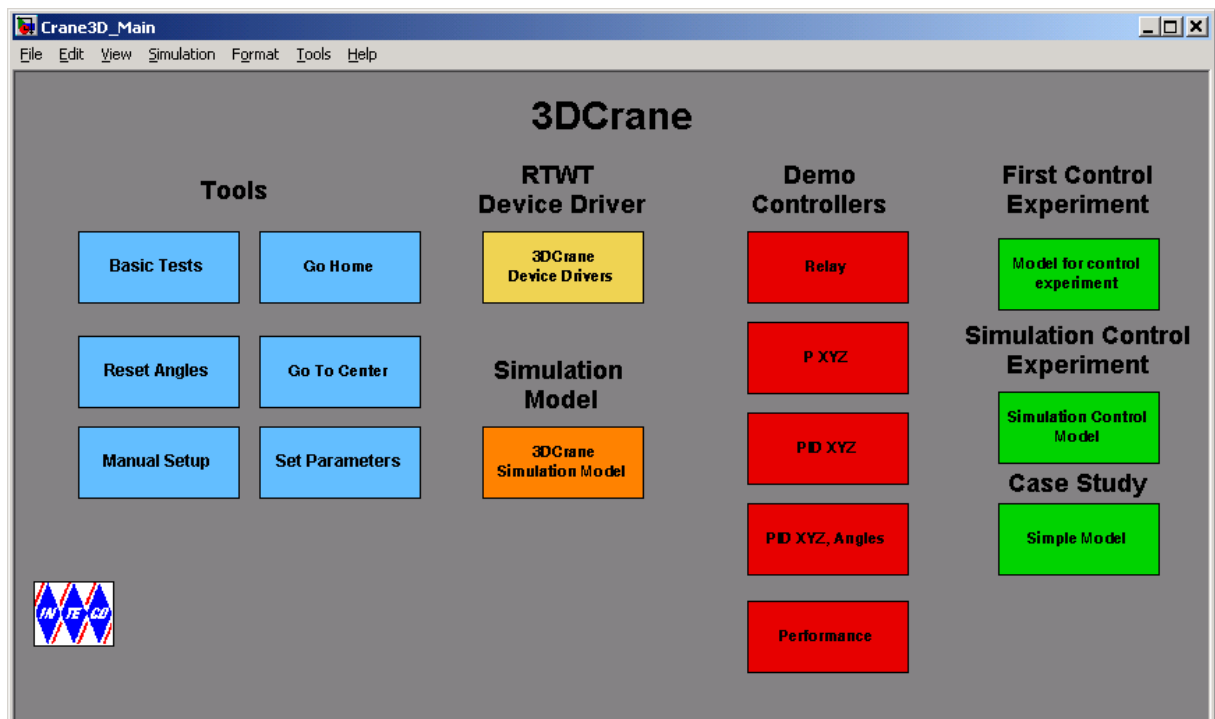 Crane3D_Main
File Edit View Simulation Format Tools Help
3DCrane
Tools
Basic Tests
Go Home
Reset Angles
Go To Center
Manual Setup
Set Parameters
RTWT
Device Driver
3DCrane
Device Drivers
Simulation
Model
3DCrane
Simulation Model
Demo
Controllers
Relay
P XYZ
PID XYZ
PID XYZ, Angles
Performance
First Control
Experiment
Model for control
experiment
Simulation Control
Experiment
Simulation Control
Model
Case Study
Simple Model
IN TE CO